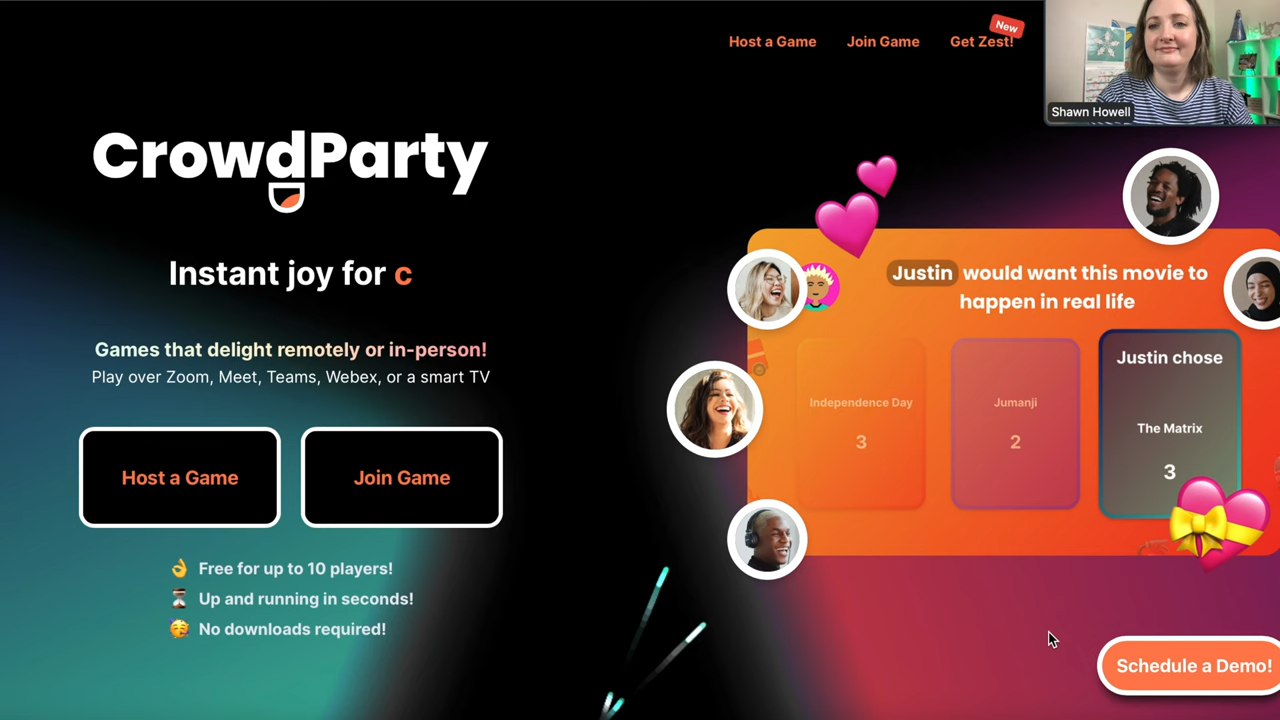 Host a Game
Join Game
Get Zest!
New
Shawn Howell
CrowdParty
Instant joy for c
Games that delight remotely or in-person!
Play over Zoom, Meet, Teams, Webex, or a smart TV
Host a Game
Join Game
👌 Free for up to 10 players!
⏳ Up and running in seconds!
🥳 No downloads required!
Justin would want this movie to
happen in real life
Independence Day
3
Jumanji
2
Justin chose
The Matrix
3
Schedule a Demo!